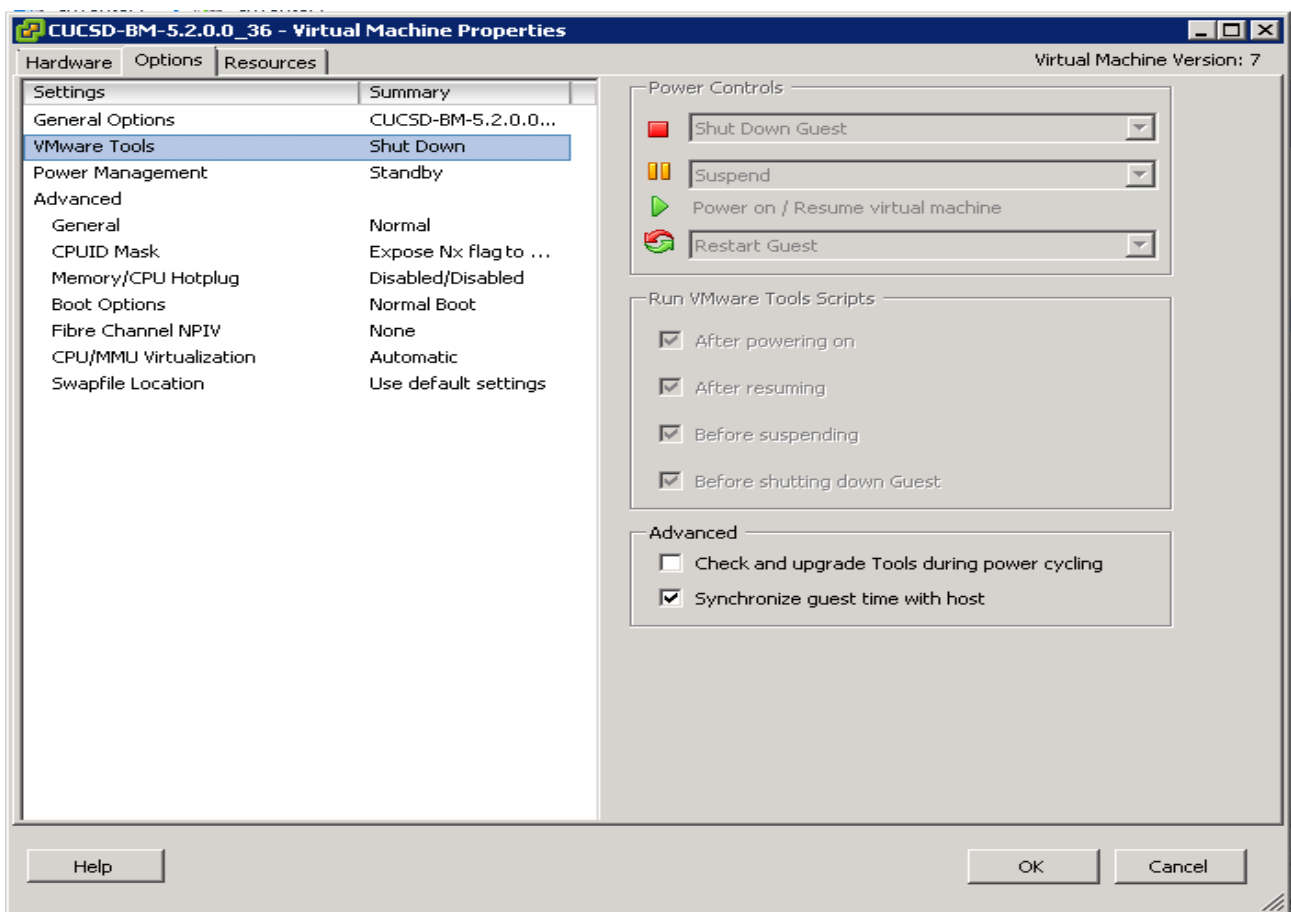 CUCSD-BM-5.2.0.0_36 - Virtual Machine Properties
Hardware Options Resources Virtual Machine Version: 7
Settings Summary
General Options CUCSD-BM-5.2.0.0...
VMware Tools Shut Down
Power Management Standby
Advanced
General Normal
CPUID Mask Expose Nx flag to ...
Memory/CPU Hotplug Disabled/Disabled
Boot Options Normal Boot
Fibre Channel NPIV None
CPU/MMU Virtualization Automatic
Swapfile Location Use default settings
Power Controls
Shut Down Guest
Suspend
Power on / Resume virtual machine
Restart Guest
Run VMware Tools Scripts
After powering on
After resuming
Before suspending
Before shutting down Guest
Advanced
Check and upgrade Tools during power cycling
Synchronize guest time with host
Help OK Cancel